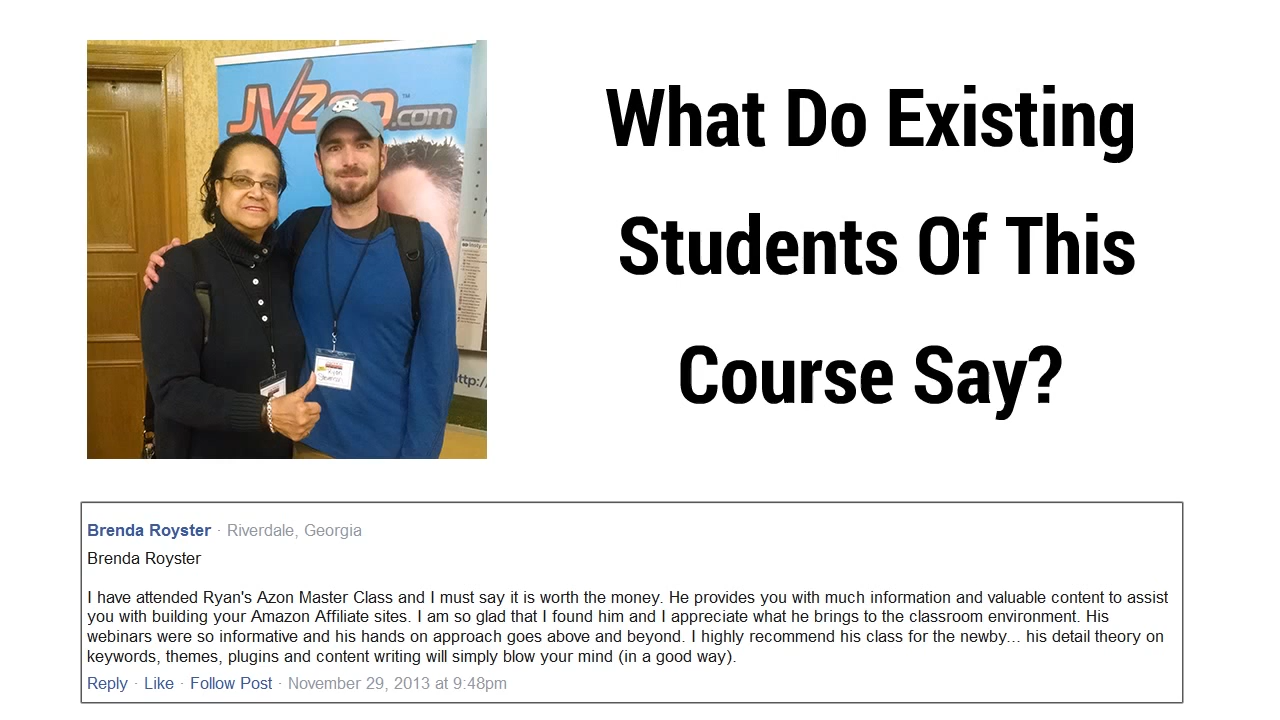 JVZoo.com
TM
Ryan
http:/
What Do Existing
Students Of This
Course Say?
Brenda Royster · Riverdale, Georgia
Brenda Royster
I have attended Ryan's Azon Master Class and I must say it is worth the money. He provides you with much information and valuable content to assist
you with building your Amazon Affiliate sites. I am so glad that I found him and I appreciate what he brings to the classroom environment. His
webinars were so informative and his hands on approach goes above and beyond. I highly recommend his class for the newby... his detail theory on
keywords, themes, plugins and content writing will simply blow your mind (in a good way).
Reply · Like · Follow Post · November 29, 2013 at 9:48pm